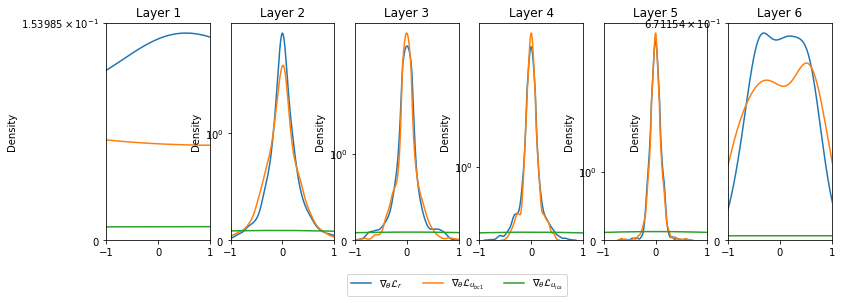 Layer 1
Layer 2
Layer 3
Layer 4
Layer 5
Layer 6
1.53985 × 10⁻¹
6.71154 × 10⁻¹
Density
Density
Density
Density
Density
Density
10⁰
10⁰
10⁰
10⁰
0
0
0
0
0
0
−1 0 1
−1 0 1
−1 0 1
−1 0 1
−1 0 1
−1 0 1
∇θℒr ∇θℒu_bc1 ∇θℒu_ics